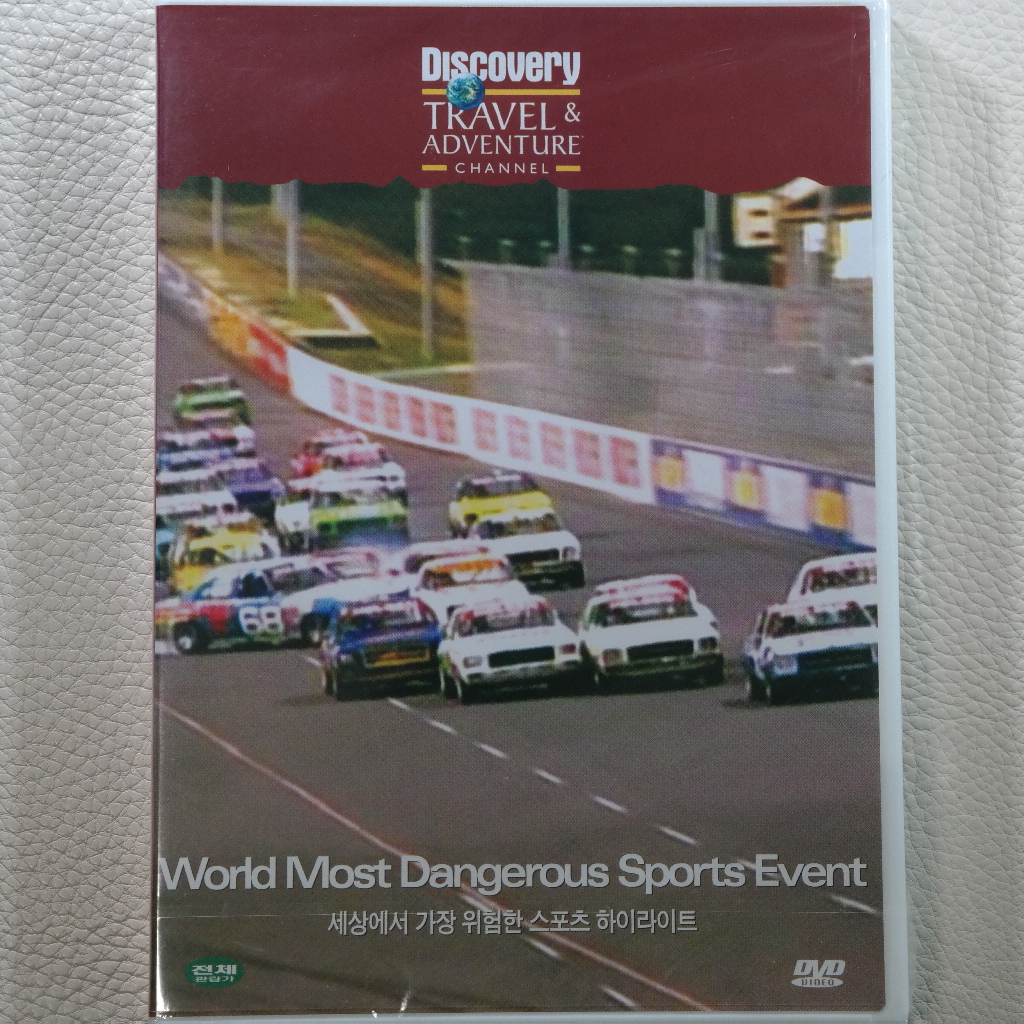 Discovery
TRAVEL &
ADVENTURE
CHANNEL
68
World Most Dangerous Sports Event
세상에서 가장 위험한 스포츠 하이라이트
전체
관람가
DVD
VIDEO